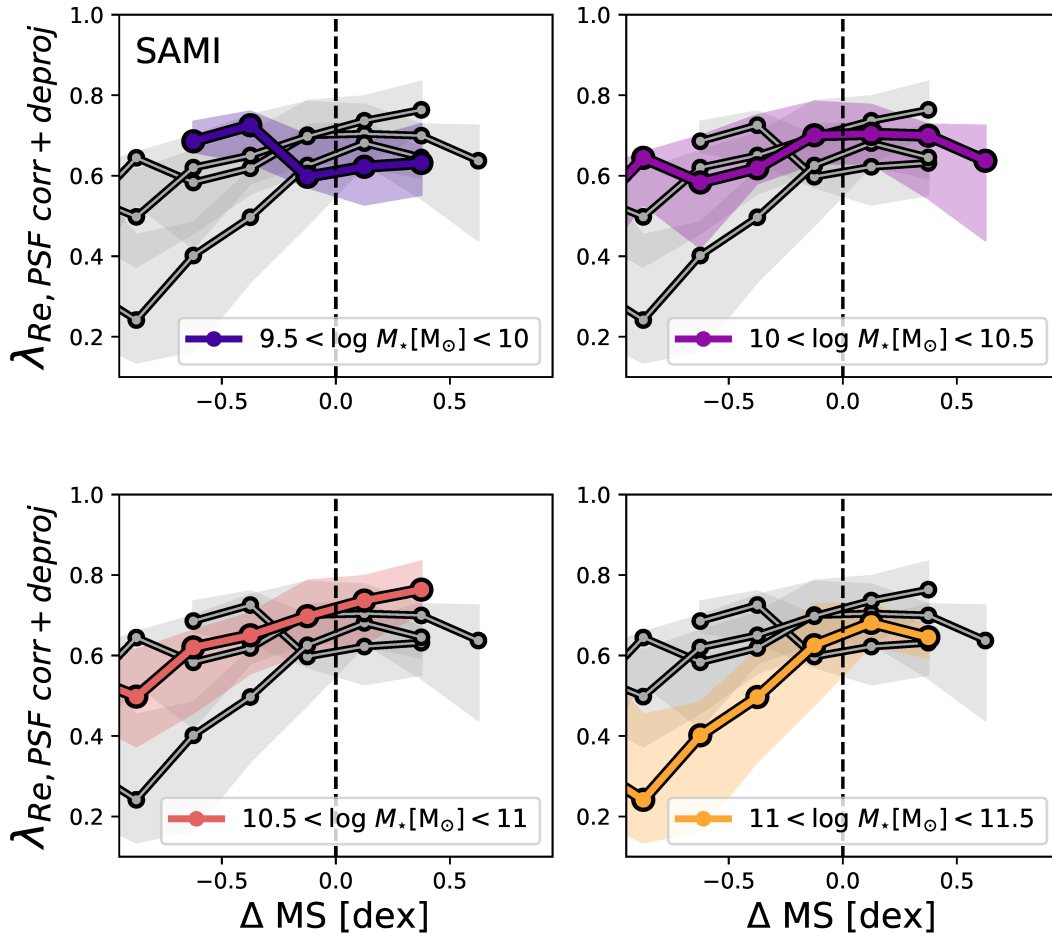 SAMI
1.0
0.8
0.6
0.4
0.2
λRe, PSF corr + deproj
9.5 < log M⋆[M⊙] < 10
−0.5 0.0 0.5
1.0
0.8
0.6
0.4
0.2
10 < log M⋆[M⊙] < 10.5
−0.5 0.0 0.5
1.0
0.8
0.6
0.4
0.2
λRe, PSF corr + deproj
10.5 < log M⋆[M⊙] < 11
−0.5 0.0 0.5
Δ MS [dex]
1.0
0.8
0.6
0.4
0.2
11 < log M⋆[M⊙] < 11.5
−0.5 0.0 0.5
Δ MS [dex]